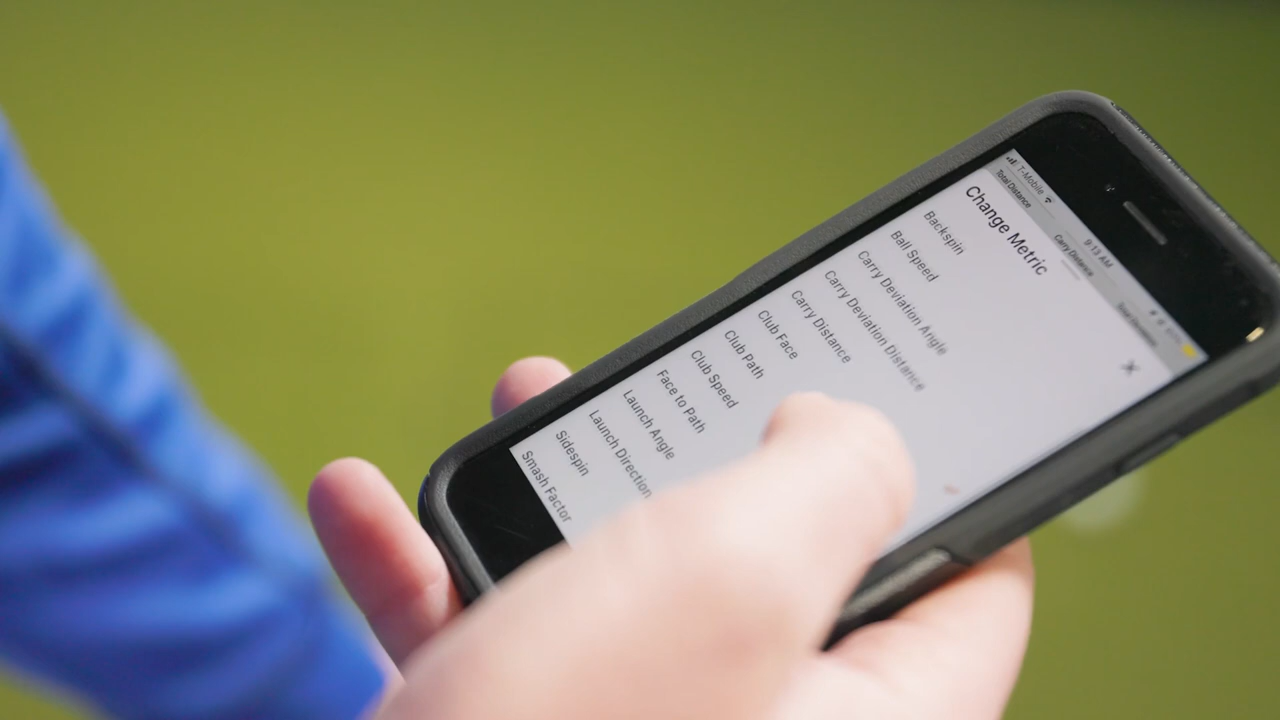 T-Mobile 9:13 AM
Total Distance Carry Distance
Change Metric
Backspin
Ball Speed
Carry Deviation Angle
Carry Deviation Distance
Carry Distance
Club Face
Club Path
Club Speed
Face to Path
Launch Angle
Launch Direction
Sidespin
Smash Factor